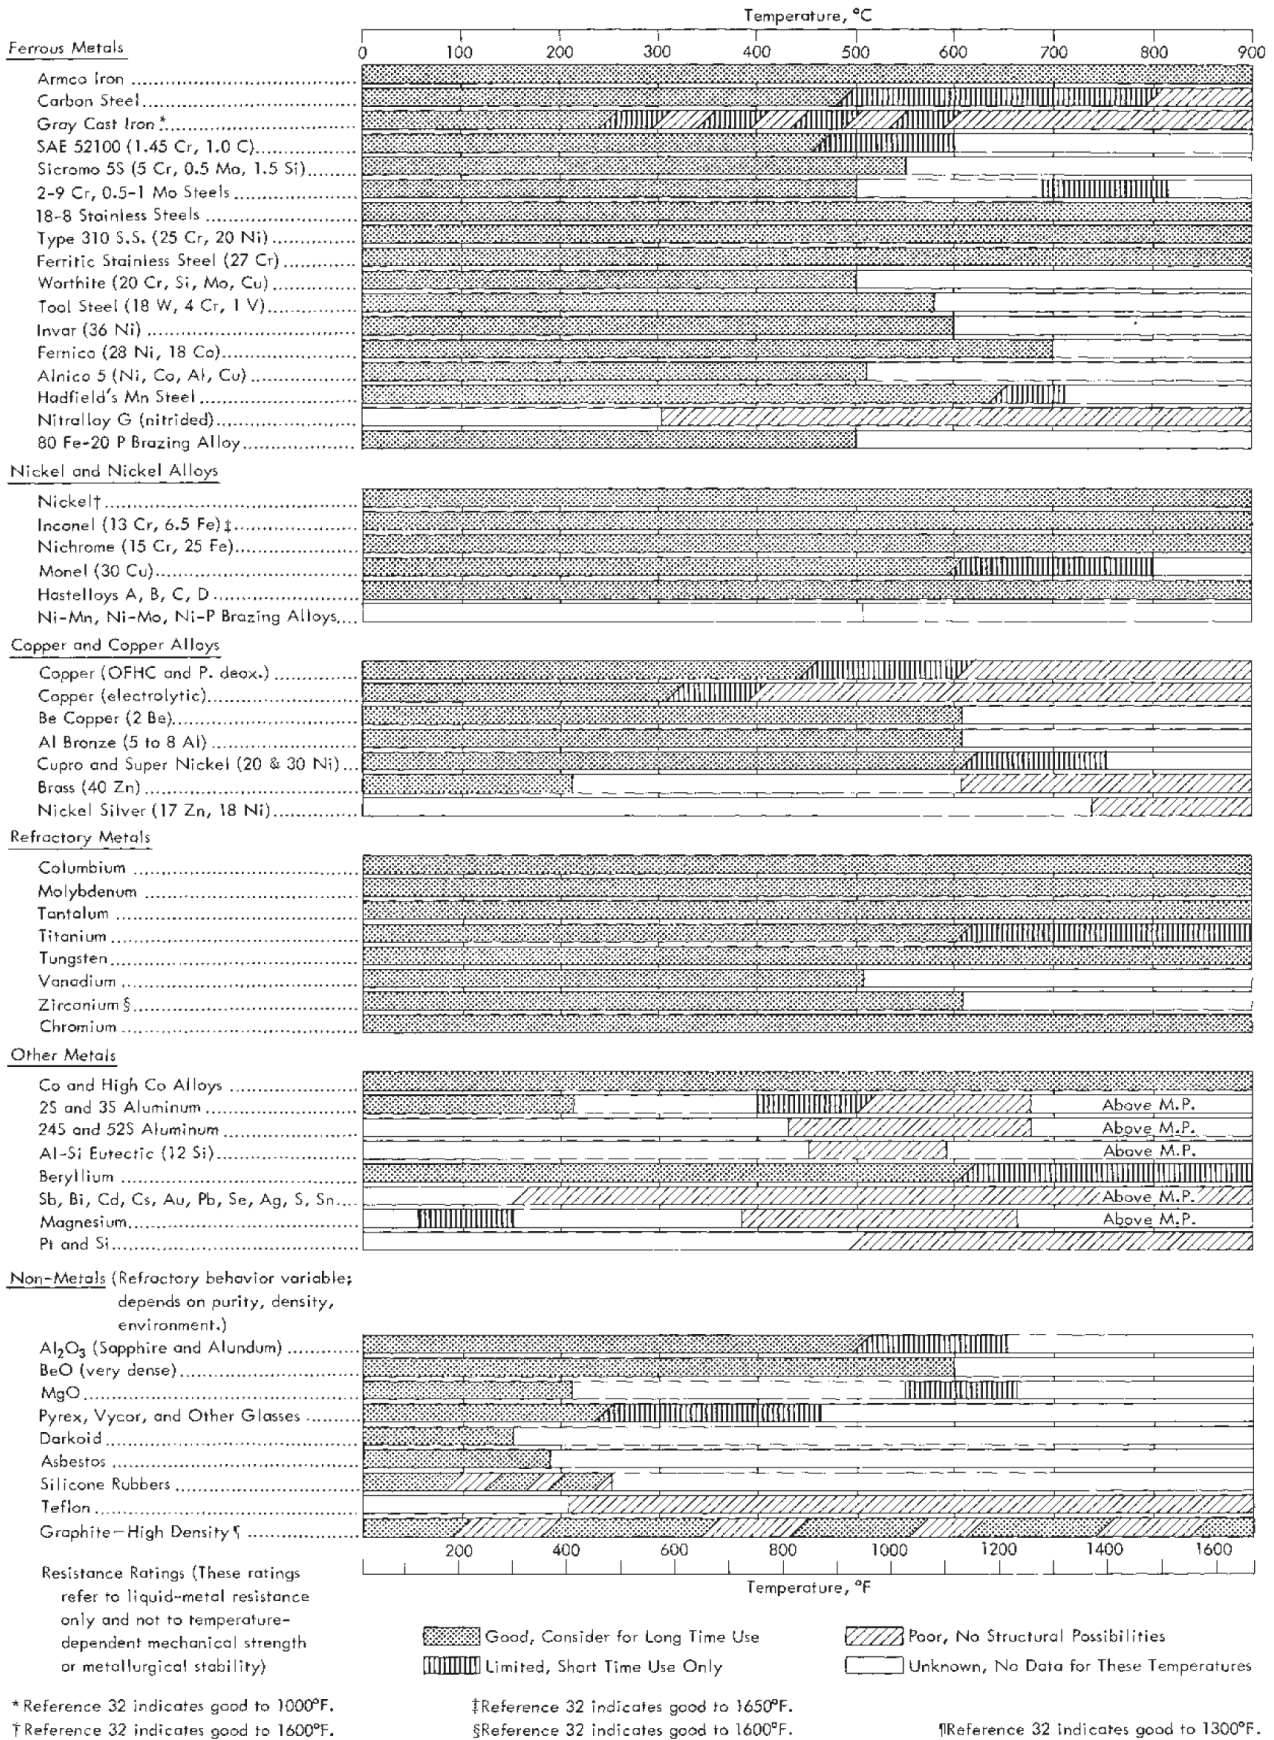 Temperature, °C
Ferrous Metals
0 100 200 300 400 500 600 700 800 900
Armco Iron
Carbon Steel
Gray Cast Iron*
SAE 52100 (1.45 Cr, 1.0 C)
Sicromo 5S (5 Cr, 0.5 Mo, 1.5 Si)
2-9 Cr, 0.5-1 Mo Steels
18-8 Stainless Steels
Type 310 S.S. (25 Cr, 20 Ni)
Ferritic Stainless Steel (27 Cr)
Worthite (20 Cr, Si, Mo, Cu)
Tool Steel (18 W, 4 Cr, 1 V)
Invar (36 Ni)
Fernico (28 Ni, 18 Co)
Alnico 5 (Ni, Co, Al, Cu)
Hadfield's Mn Steel
Nitralloy G (nitrided)
80 Fe-20 P Brazing Alloy
Nickel and Nickel Alloys
Nickel†
Inconel (13 Cr, 6.5 Fe)‡
Nichrome (15 Cr, 25 Fe)
Monel (30 Cu)
Hastelloys A, B, C, D
Ni-Mn, Ni-Mo, Ni-P Brazing Alloys
Copper and Copper Alloys
Copper (OFHC and P. deox.)
Copper (electrolytic)
Be Copper (2 Be)
Al Bronze (5 to 8 Al)
Cupro and Super Nickel (20 & 30 Ni)
Brass (40 Zn)
Nickel Silver (17 Zn, 18 Ni)
Refractory Metals
Columbium
Molybdenum
Tantalum
Titanium
Tungsten
Vanadium
Zirconium§
Chromium
Other Metals
Co and High Co Alloys
2S and 3S Aluminum Above M.P.
24S and 52S Aluminum Above M.P.
Al-Si Eutectic (12 Si) Above M.P.
Beryllium
Sb, Bi, Cd, Cs, Au, Pb, Se, Ag, S, Sn Above M.P.
Magnesium Above M.P.
Pt and Si
Non-Metals (Refractory behavior variable;
depends on purity, density,
environment.)
Al₂O₃ (Sapphire and Alundum)
BeO (very dense)
MgO
Pyrex, Vycor, and Other Glasses
Darkoid
Asbestos
Silicone Rubbers
Teflon
Graphite—High Density¶
200 400 600 800 1000 1200 1400 1600
Temperature, °F
Resistance Ratings (These ratings
refer to liquid-metal resistance
only and not to temperature-
dependent mechanical strength
or metallurgical stability)
Good, Consider for Long Time Use
Poor, No Structural Possibilities
Limited, Short Time Use Only
Unknown, No Data for These Temperatures
*Reference 32 indicates good to 1000°F.
‡Reference 32 indicates good to 1650°F.
†Reference 32 indicates good to 1600°F.
§Reference 32 indicates good to 1600°F.
¶Reference 32 indicates good to 1300°F.